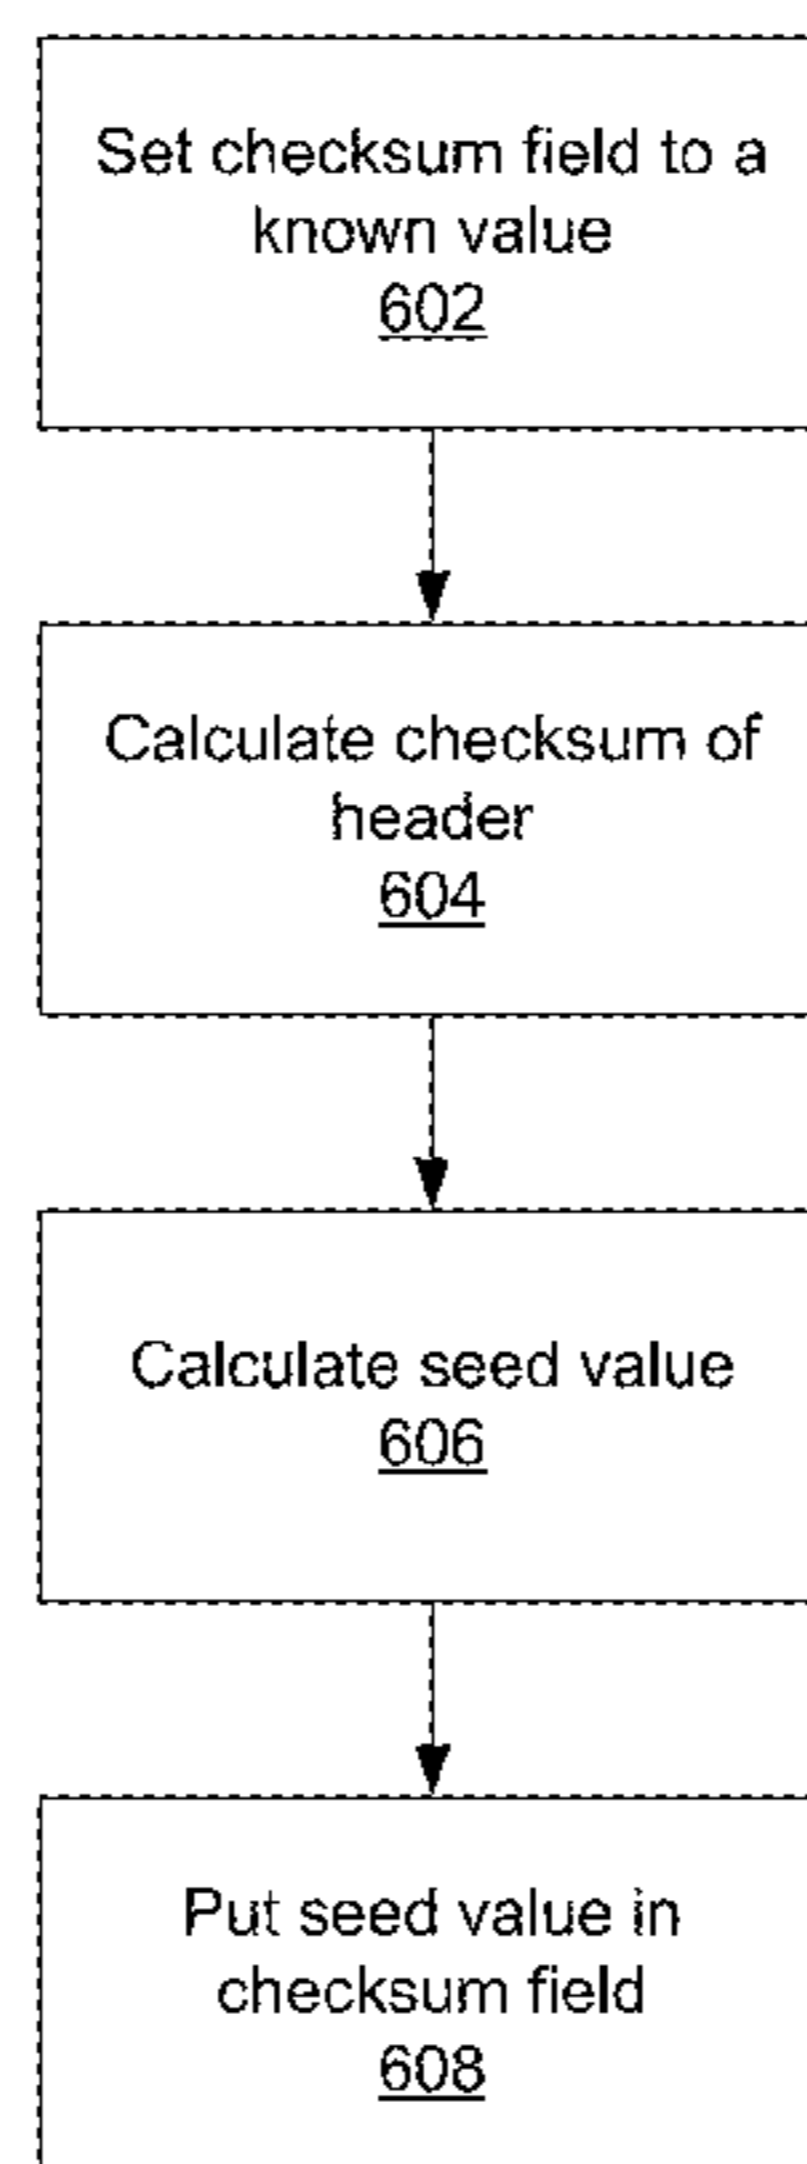 Set checksum field to a
known value
602
Calculate checksum of
header
604
Calculate seed value
606
Put seed value in
checksum field
608